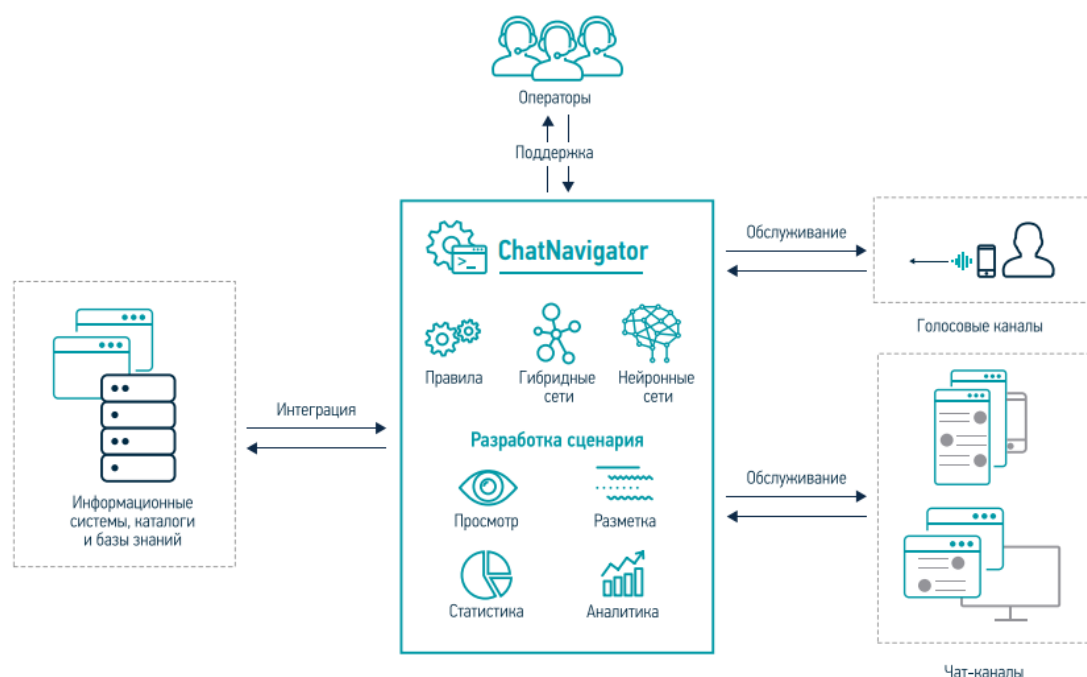 Операторы
Поддержка
ChatNavigator
Обслуживание
Голосовые каналы
Правила
Гибридные
сети
Нейронные
сети
Интеграция
Разработка сценария
Информационные
системы, каталоги
и базы знаний
Просмотр
Разметка
Обслуживание
Статистика
Аналитика
Чат-каналы